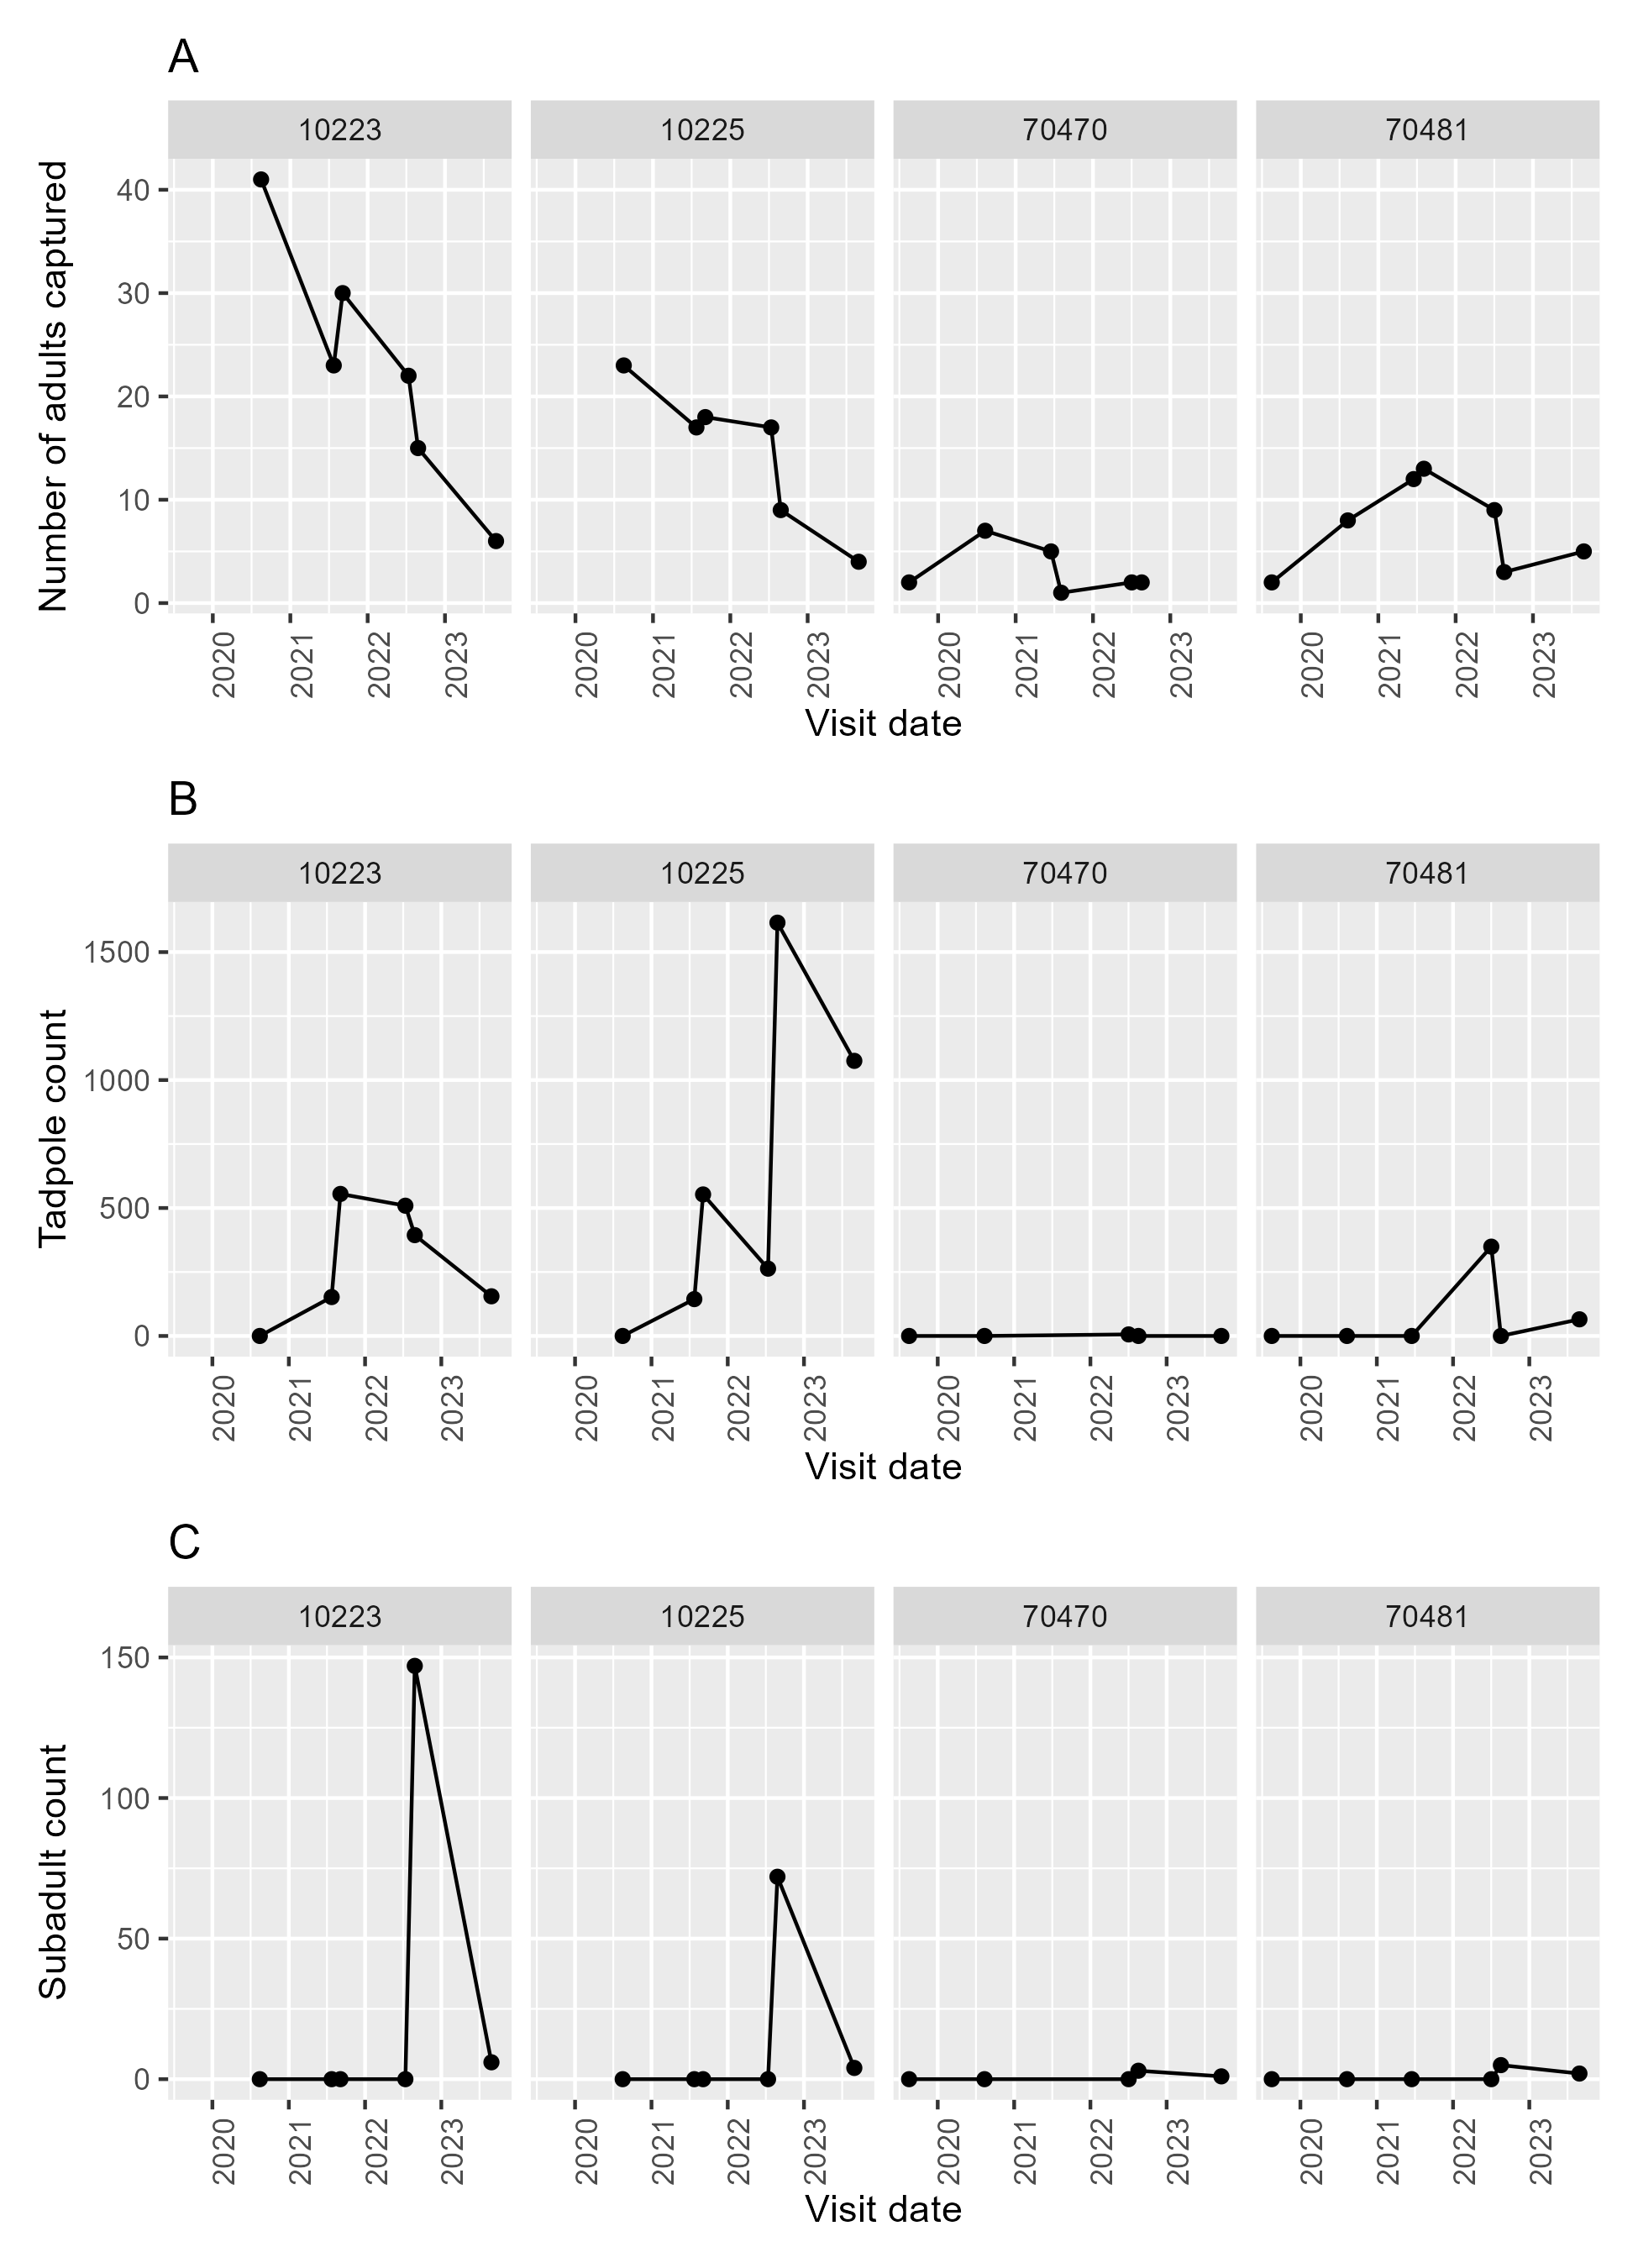 A
10223 10225 70470 70481
Number of adults captured
40
30
20
10
0
2020 2021 2022 2023 2020 2021 2022 2023 2020 2021 2022 2023 2020 2021 2022 2023
Visit date
B
10223 10225 70470 70481
Tadpole count
1500
1000
500
0
2020 2021 2022 2023 2020 2021 2022 2023 2020 2021 2022 2023 2020 2021 2022 2023
Visit date
C
10223 10225 70470 70481
Subadult count
150
100
50
0
2020 2021 2022 2023 2020 2021 2022 2023 2020 2021 2022 2023 2020 2021 2022 2023
Visit date